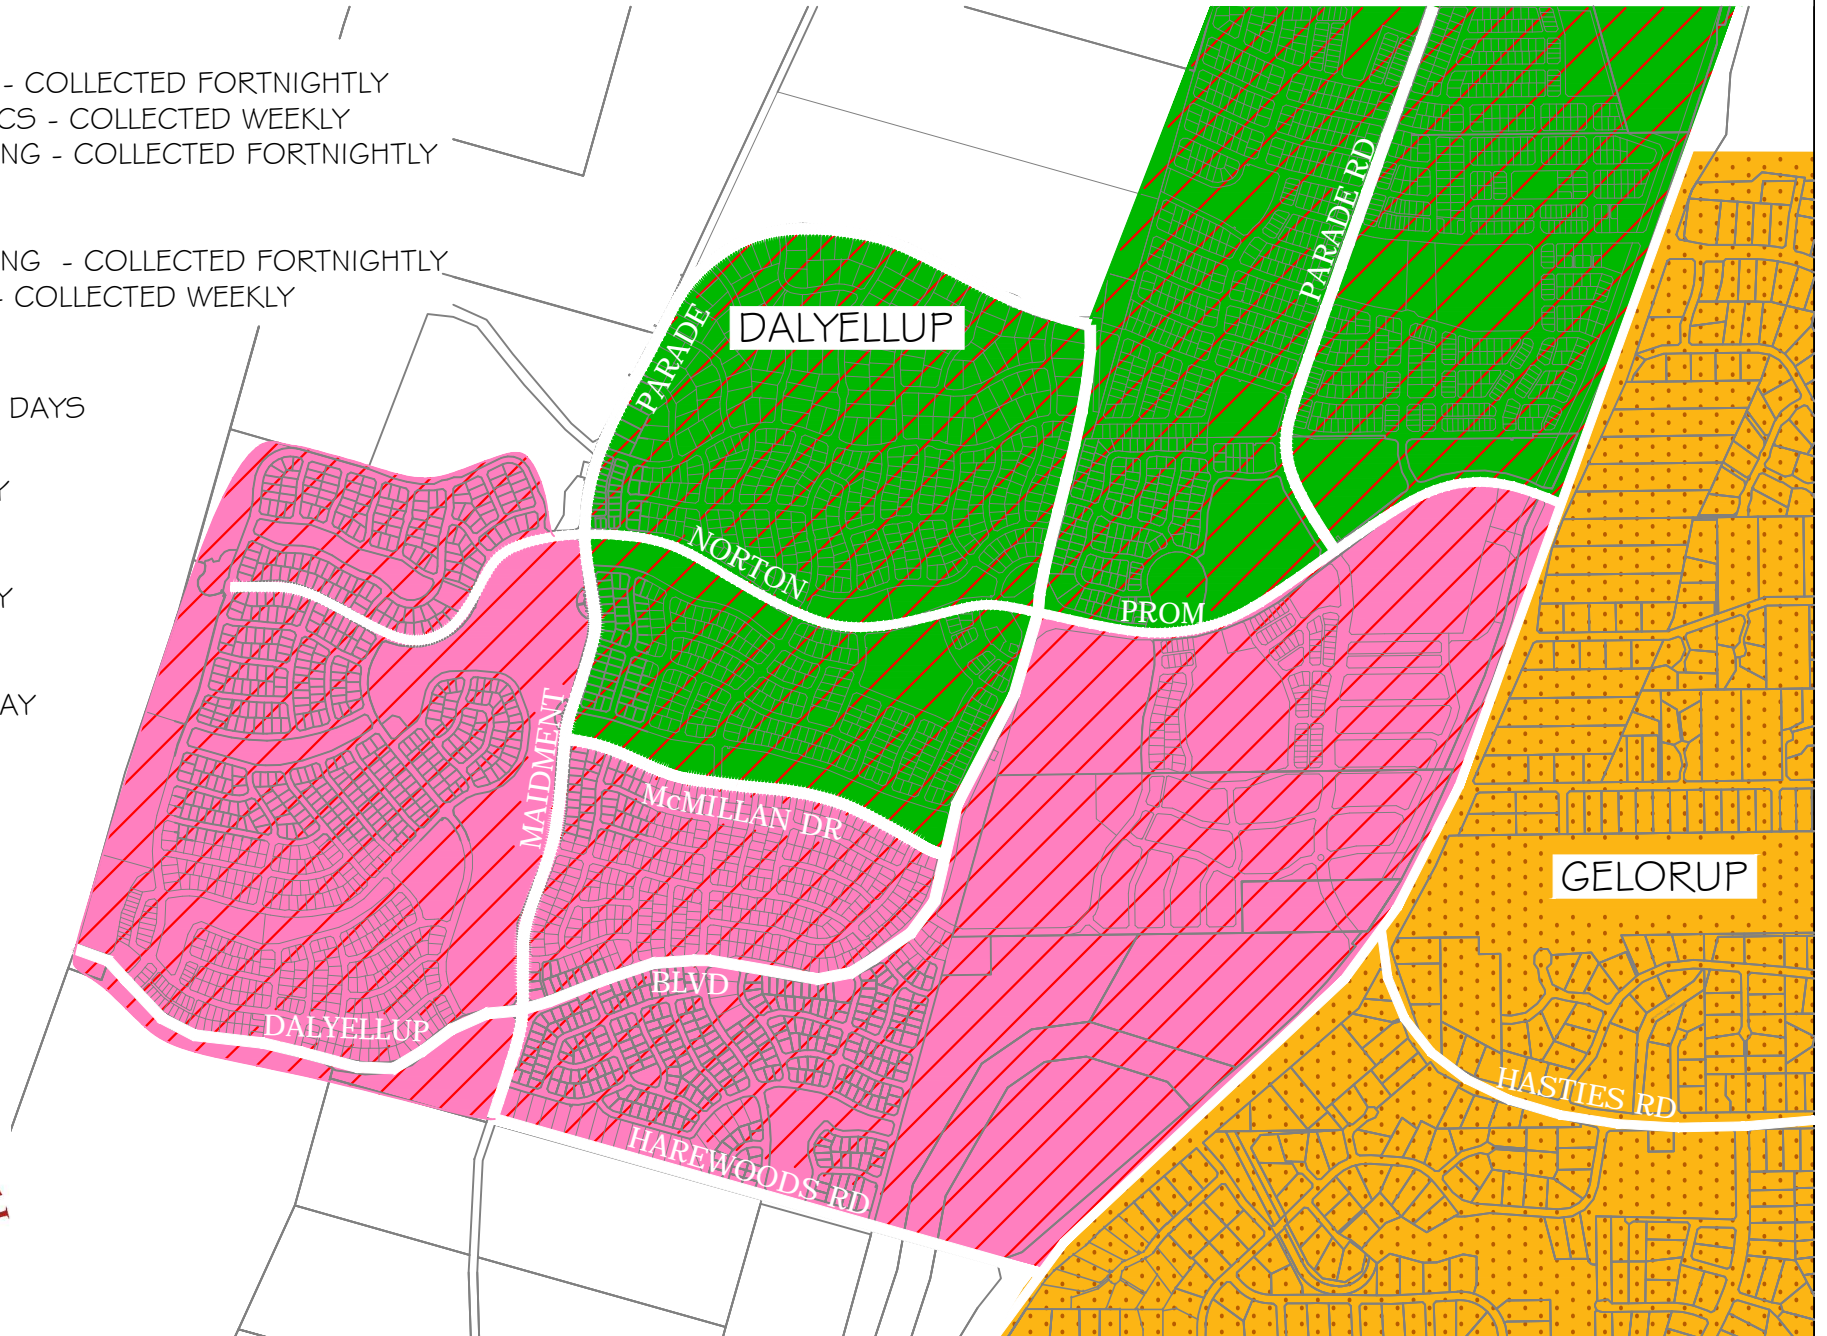 - COLLECTED FORTNIGHTLY
CS - COLLECTED WEEKLY
NG - COLLECTED FORTNIGHTLY
NG - COLLECTED FORTNIGHTLY
- COLLECTED WEEKLY
DAYS
Y
Y
AY
PARADE RD
DALYELLUP
PARADE
NORTON
PROM
MAIDMENT
McMILLAN DR
GELORUP
BLVD
DALYELLUP
HASTIES RD
HAREWOODS RD